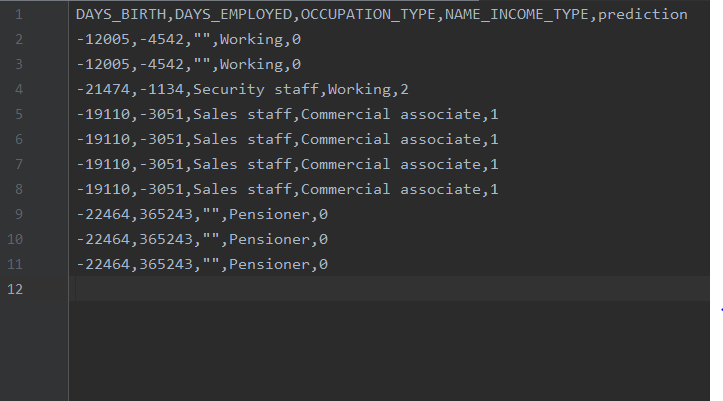 1 DAYS_BIRTH,DAYS_EMPLOYED,OCCUPATION_TYPE,NAME_INCOME_TYPE,prediction
2 -12005,-4542,"",Working,0
3 -12005,-4542,"",Working,0
4 -21474,-1134,Security staff,Working,2
5 -19110,-3051,Sales staff,Commercial associate,1
6 -19110,-3051,Sales staff,Commercial associate,1
7 -19110,-3051,Sales staff,Commercial associate,1
8 -19110,-3051,Sales staff,Commercial associate,1
9 -22464,365243,"",Pensioner,0
10 -22464,365243,"",Pensioner,0
11 -22464,365243,"",Pensioner,0
12